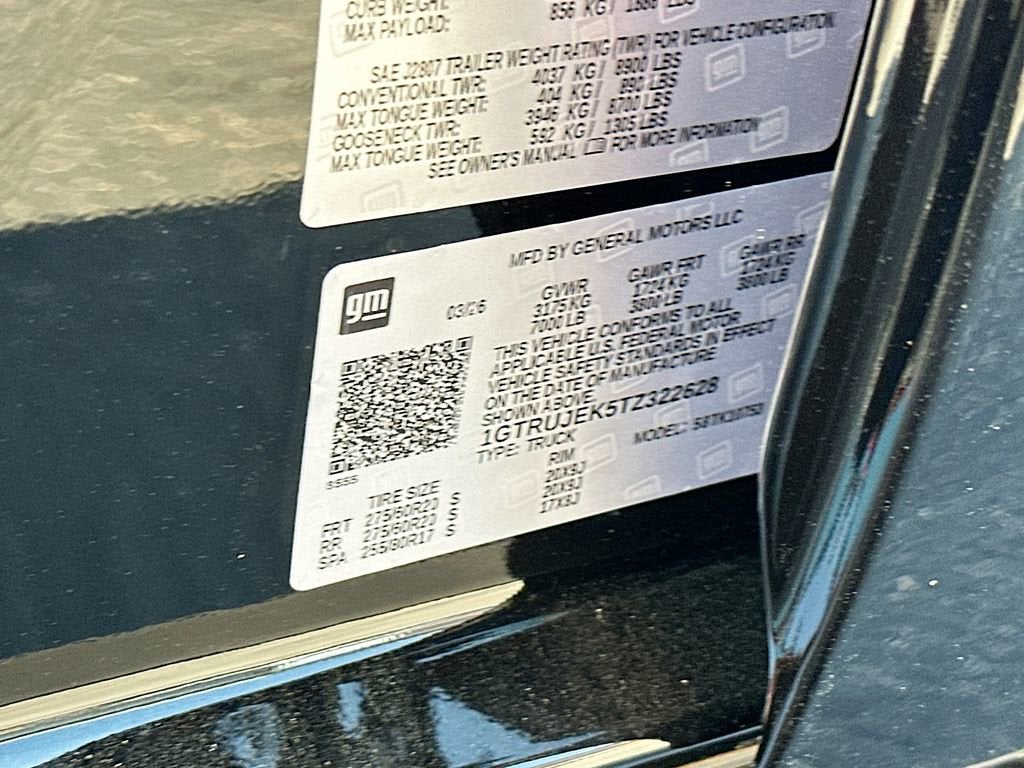 CURB WEIGHT:
MAX PAYLOAD: 856 KG/ 1888 LBS
SAE J2807 TRAILER WEIGHT RATING (TWR) FOR VEHICLE CONFIGURATION
CONVENTIONAL TWR: 4037 KG/ 8900 LBS
MAX TONGUE WEIGHT: 404 KG/ 890 LBS
GOOSENECK TWR: 3946 KG/ 8700 LBS
MAX TONGUE WEIGHT: 592 KG/ 1305 LBS
SEE OWNER'S MANUAL FOR MORE INFORMATION
MFD BY GENERAL MOTORS LLC
gm
03/26
GVWR GAWR FRT GAWR RR
3175 KG 1724 KG 1724 KG
7000 LB 3800 LB 3800 LB
THIS VEHICLE CONFORMS TO ALL
APPLICABLE U.S. FEDERAL MOTOR
VEHICLE SAFETY STANDARDS IN EFFECT
ON THE DATE OF MANUFACTURE
SHOWN ABOVE.
1GTRUJEK5TZ322628
TYPE: TRUCK MODEL:
TIRE SIZE RIM
FRT 275/60R20 S 20X9J
RR 275/60R20 S 20X9J
SPA 255/80R17 S 17X8J